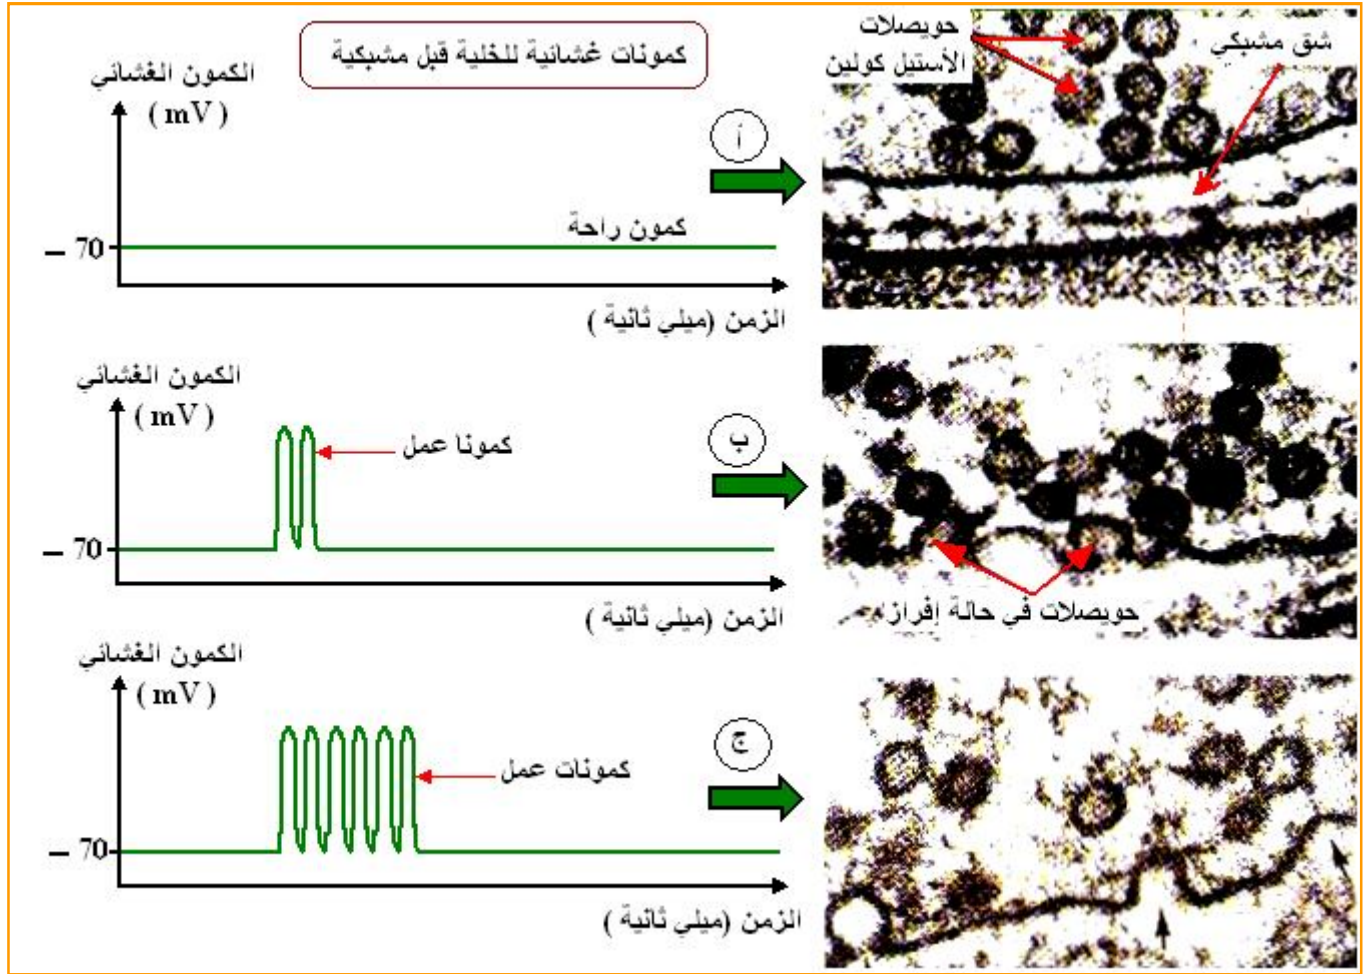 كمونات غشائية للخلية قبل مشبكية
حويصلات
الأستيل كولين
شق مشبكي
الكمون الغشائي
( mV )
أ
كمون راحة
– 70
الزمن (ميلي ثانية )
الكمون الغشائي
( mV )
ب
كمونا عمل
– 70
حويصلات في حالة إفراز
الزمن (ميلي ثانية )
الكمون الغشائي
( mV )
ج
كمونات عمل
– 70
الزمن (ميلي ثانية )